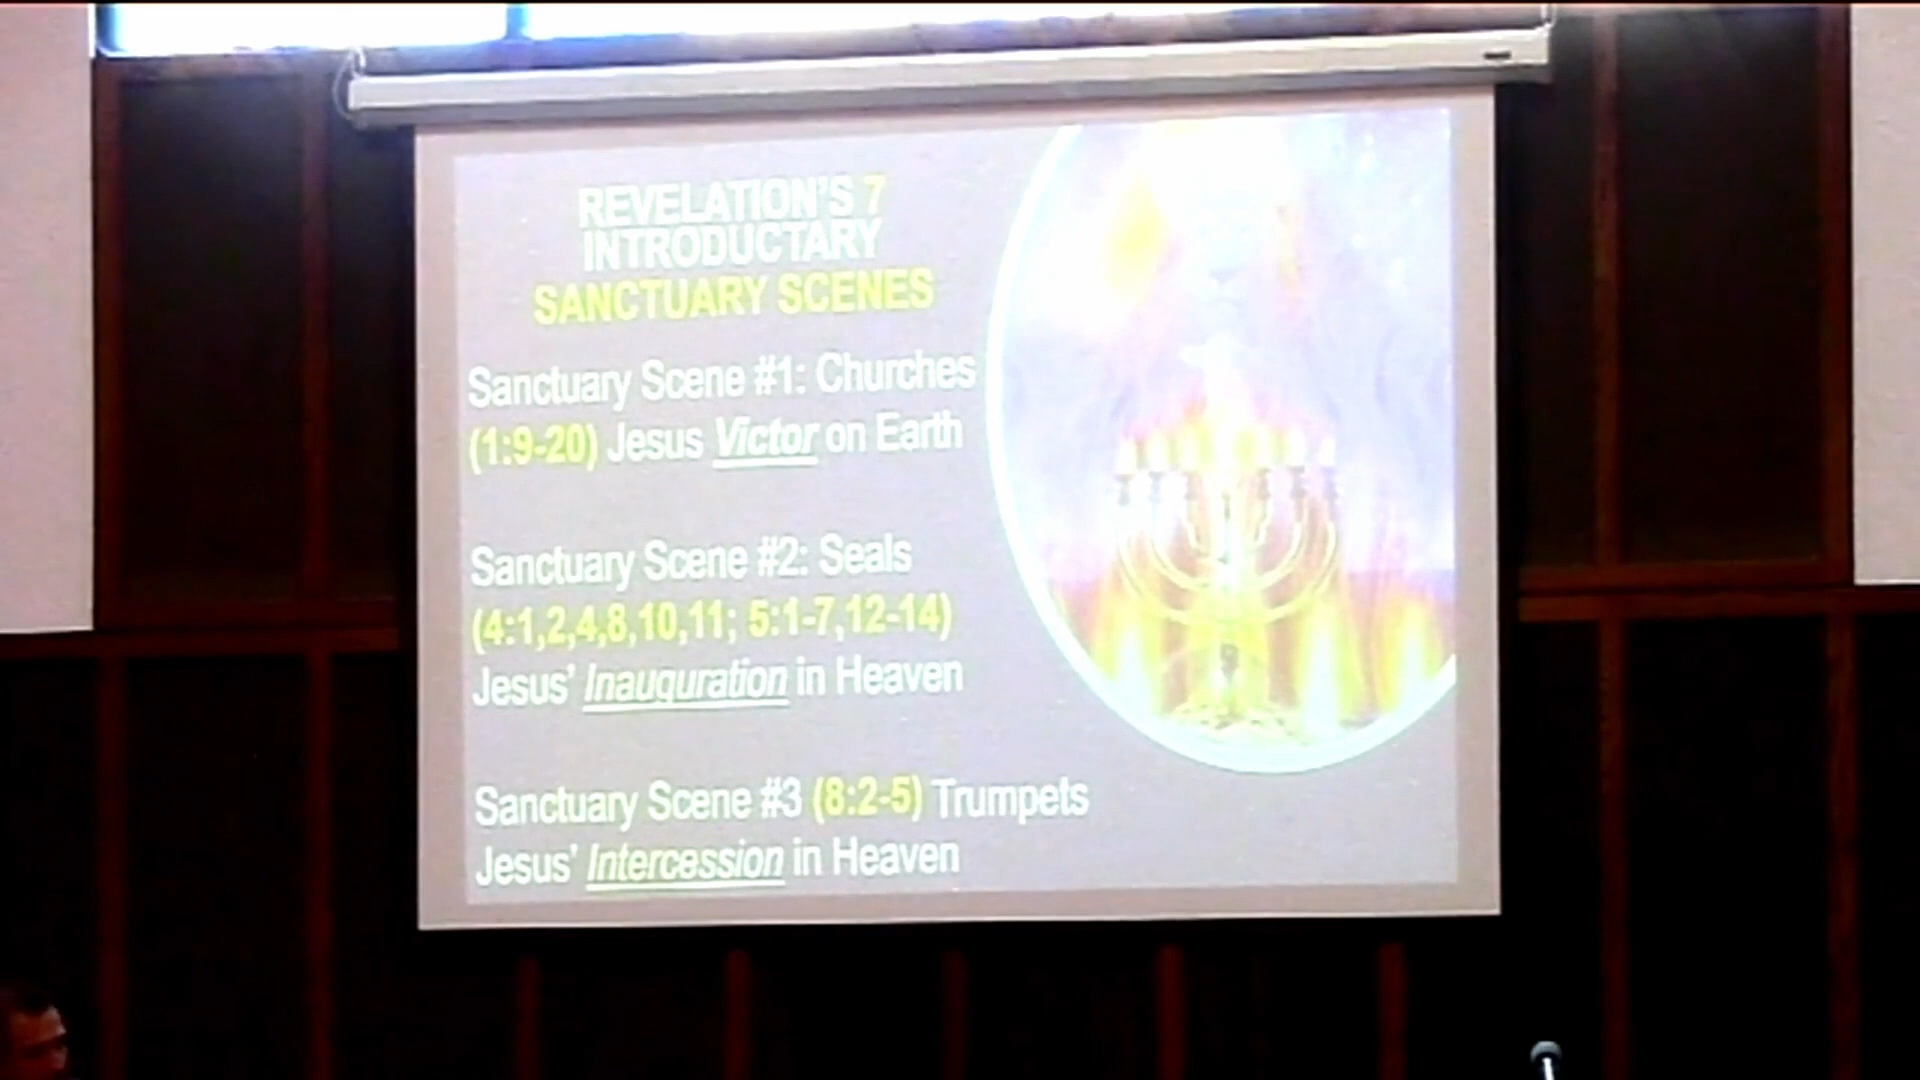 REVELATION'S 7
INTRODUCTARY
SANCTUARY SCENES
Sanctuary Scene #1: Churches
(1:9-20) Jesus Victor on Earth
Sanctuary Scene #2: Seals
(4:1,2,4,8,10,11; 5:1-7,12-14)
Jesus' Inauguration in Heaven
Sanctuary Scene #3 (8:2-5) Trumpets
Jesus' Intercession in Heaven